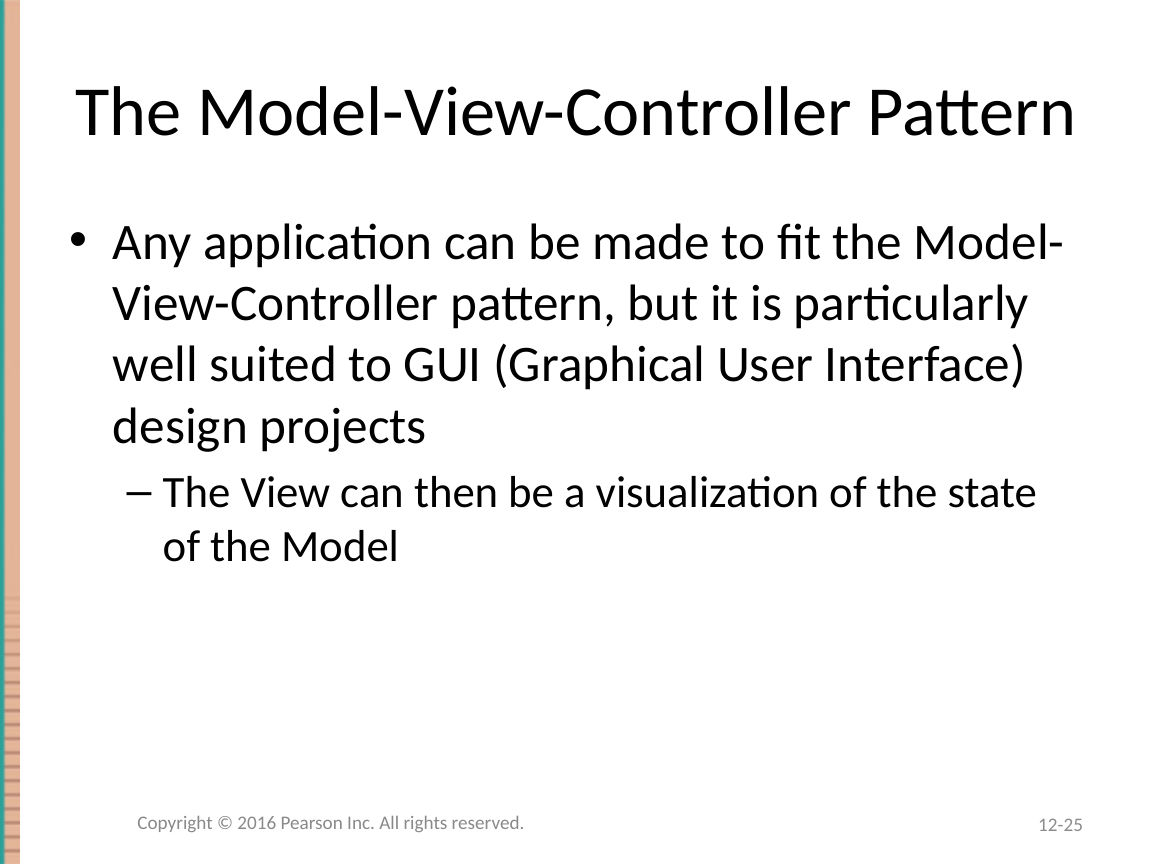 The Model-View-Controller Pattern
• Any application can be made to fit the Model-
View-Controller pattern, but it is particularly
well suited to GUI (Graphical User Interface)
design projects
– The View can then be a visualization of the state
of the Model
Copyright © 2016 Pearson Inc. All rights reserved.
12-25